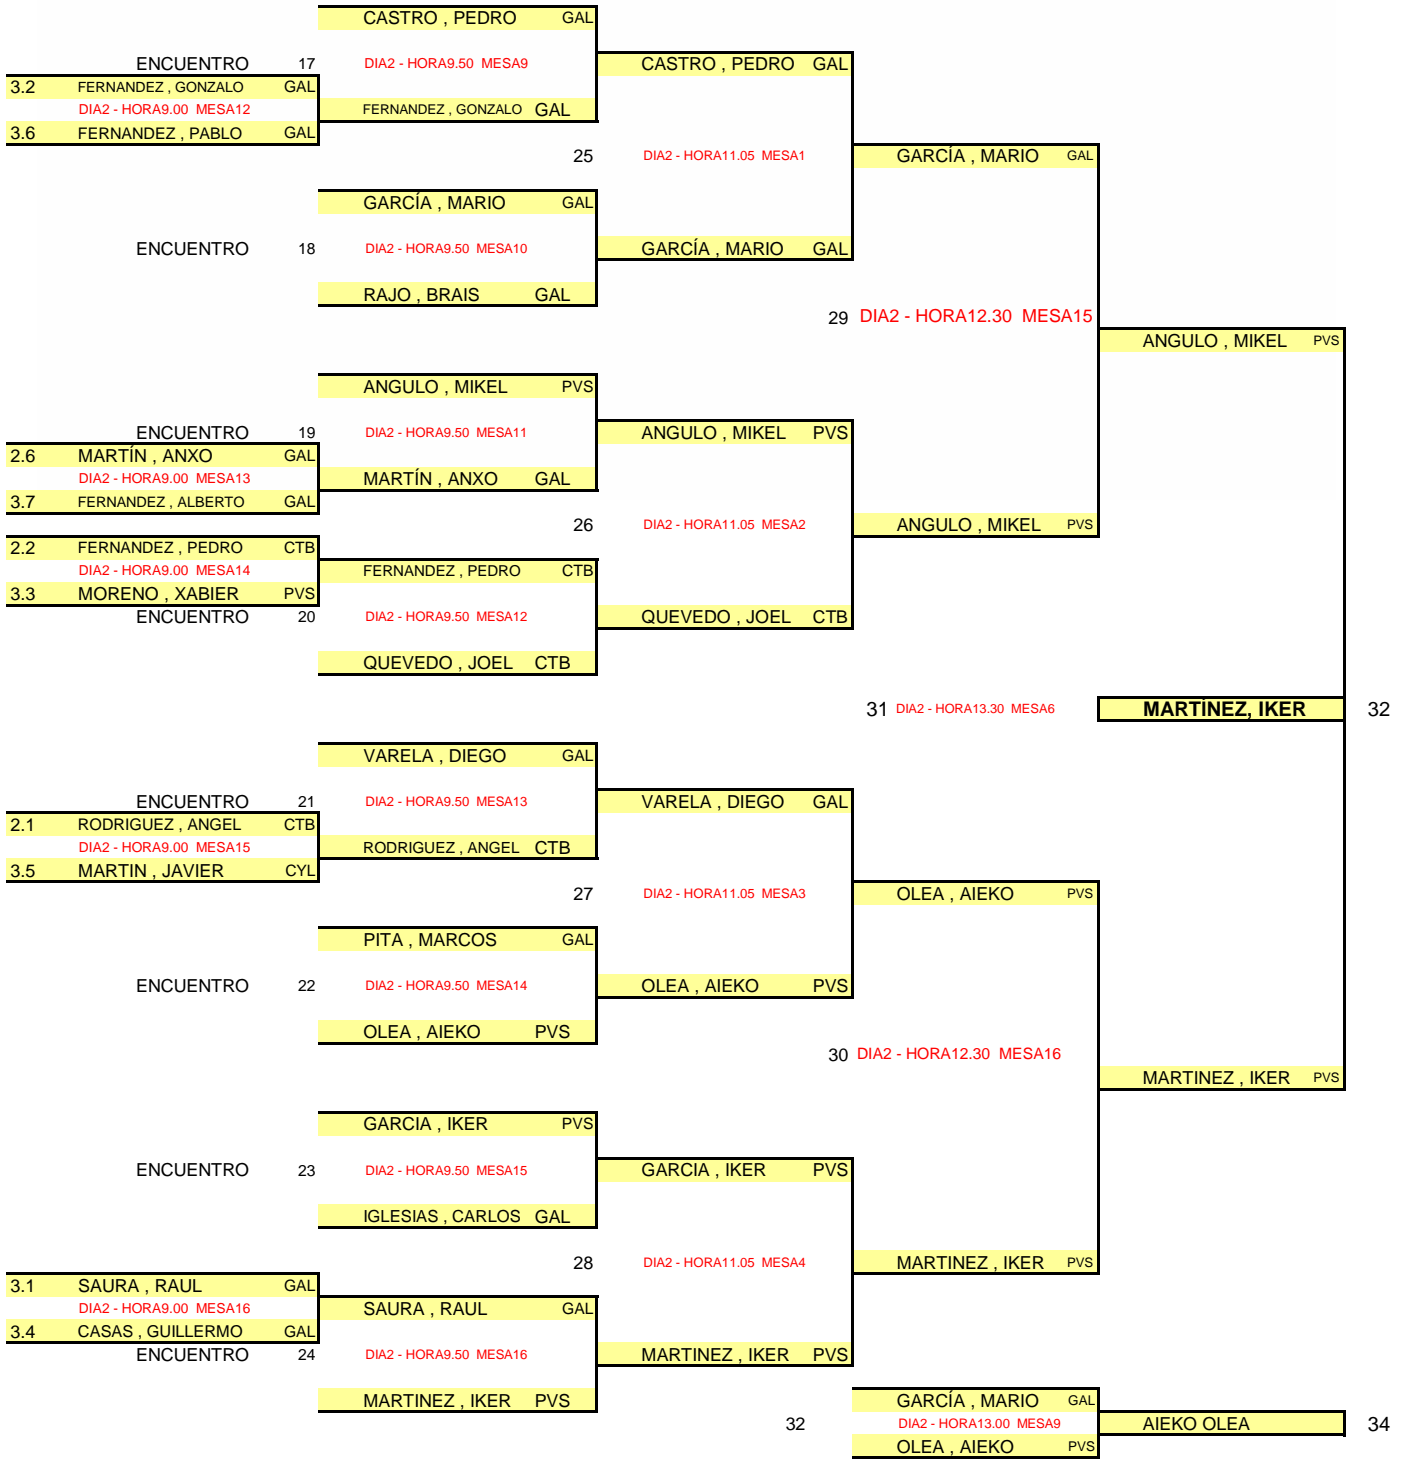 CASTRO , PEDRO GAL
ENCUENTRO 17 DIA2 - HORA9.50 MESA9 CASTRO , PEDRO GAL
3.2 FERNANDEZ , GONZALO GAL
DIA2 - HORA9.00 MESA12 FERNANDEZ , GONZALO GAL
3.6 FERNANDEZ , PABLO GAL
25 DIA2 - HORA11.05 MESA1 GARCÍA , MARIO GAL
GARCÍA , MARIO GAL
ENCUENTRO 18 DIA2 - HORA9.50 MESA10 GARCÍA , MARIO GAL
RAJO , BRAIS GAL
29 DIA2 - HORA12.30 MESA15
ANGULO , MIKEL PVS
ANGULO , MIKEL PVS
ENCUENTRO 19 DIA2 - HORA9.50 MESA11 ANGULO , MIKEL PVS
2.6 MARTÍN , ANXO GAL
DIA2 - HORA9.00 MESA13 MARTÍN , ANXO GAL
3.7 FERNANDEZ , ALBERTO GAL
26 DIA2 - HORA11.05 MESA2 ANGULO , MIKEL PVS
2.2 FERNANDEZ , PEDRO CTB
DIA2 - HORA9.00 MESA14 FERNANDEZ , PEDRO CTB
3.3 MORENO , XABIER PVS
ENCUENTRO 20 DIA2 - HORA9.50 MESA12 QUEVEDO , JOEL CTB
QUEVEDO , JOEL CTB
31 DIA2 - HORA13.30 MESA6 MARTÍNEZ, IKER 32
VARELA , DIEGO GAL
ENCUENTRO 21 DIA2 - HORA9.50 MESA13 VARELA , DIEGO GAL
2.1 RODRIGUEZ , ANGEL CTB
DIA2 - HORA9.00 MESA15 RODRIGUEZ , ANGEL CTB
3.5 MARTIN , JAVIER CYL
27 DIA2 - HORA11.05 MESA3 OLEA , AIEKO PVS
PITA , MARCOS GAL
ENCUENTRO 22 DIA2 - HORA9.50 MESA14 OLEA , AIEKO PVS
OLEA , AIEKO PVS
30 DIA2 - HORA12.30 MESA16
MARTINEZ , IKER PVS
GARCIA , IKER PVS
ENCUENTRO 23 DIA2 - HORA9.50 MESA15 GARCIA , IKER PVS
IGLESIAS , CARLOS GAL
28 DIA2 - HORA11.05 MESA4 MARTINEZ , IKER PVS
3.1 SAURA , RAUL GAL
DIA2 - HORA9.00 MESA16 SAURA , RAUL GAL
3.4 CASAS , GUILLERMO GAL
ENCUENTRO 24 DIA2 - HORA9.50 MESA16 MARTINEZ , IKER PVS
MARTINEZ , IKER PVS GARCÍA , MARIO GAL
32 DIA2 - HORA13.00 MESA9 AIEKO OLEA 34
OLEA , AIEKO PVS